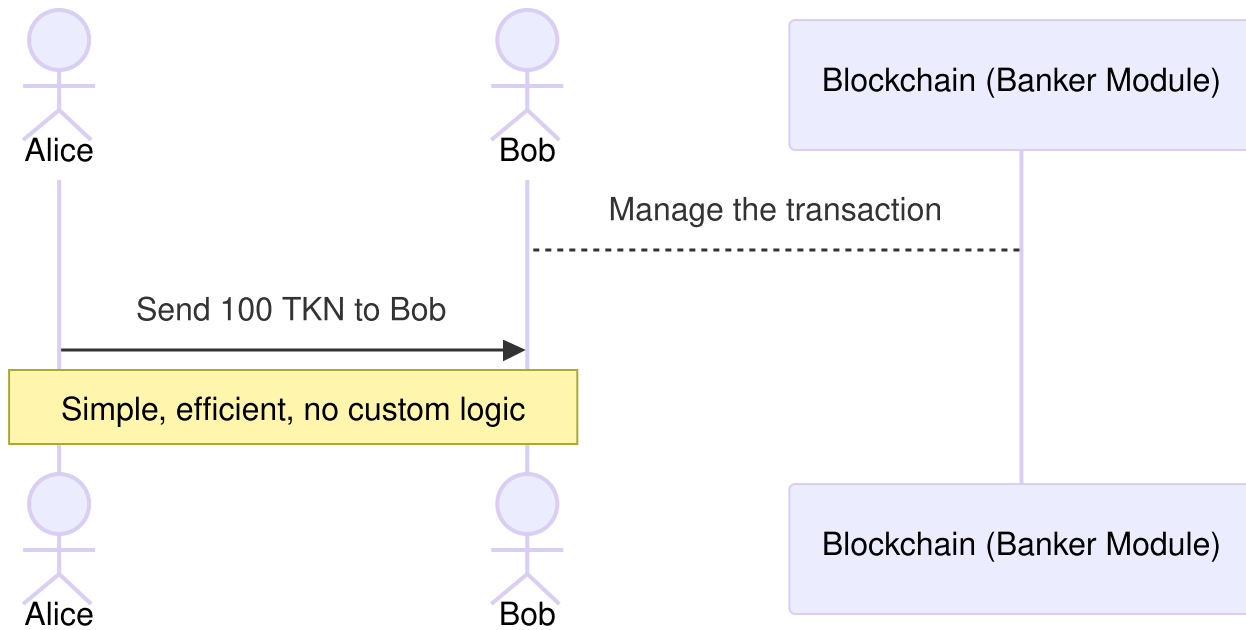 Alice
Bob
Blockchain (Banker Module)
Manage the transaction
Send 100 TKN to Bob
Simple, efficient, no custom logic
Alice
Bob
Blockchain (Banker Module)